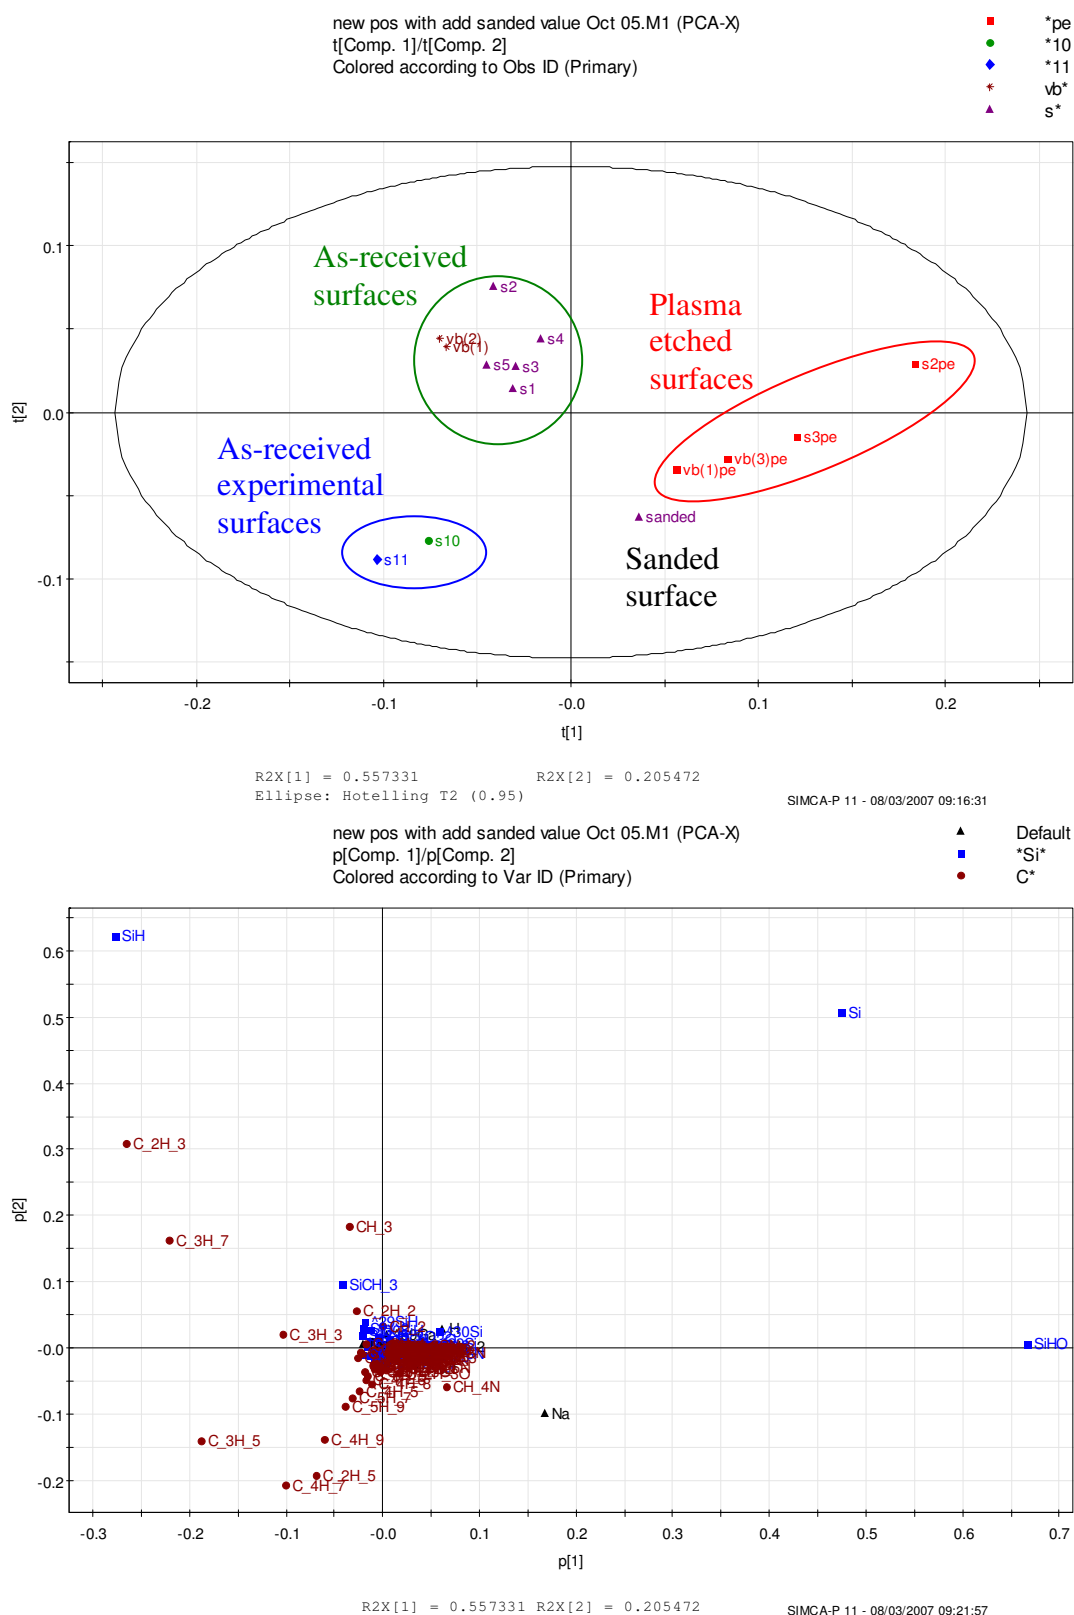 new pos with add sanded value Oct 05.M1 (PCA-X)
t[Comp. 1]/t[Comp. 2]
Colored according to Obs ID (Primary)
*pe
*10
*11
vb*
s*
As-received
surfaces
Plasma
etched
surfaces
As-received
experimental
surfaces
Sanded
surface
s2
vb(2)
vb(1)
s4
s5
s3
s1
s2pe
s3pe
vb(3)pe
vb(1)pe
sanded
s10
s11
0.1
0.0
-0.1
t[2]
-0.2
-0.1
-0.0
0.1
0.2
t[1]
R2X[1] = 0.557331
R2X[2] = 0.205472
Ellipse: Hotelling T2 (0.95)
SIMCA-P 11 - 08/03/2007 09:16:31
new pos with add sanded value Oct 05.M1 (PCA-X)
p[Comp. 1]/p[Comp. 2]
Colored according to Var ID (Primary)
Default
*Si*
C*
SiH
Si
C_2H_3
CH_3
C_3H_7
SiCH_3
C_2H_2
^29SiH
C_3H_3
H
^30Si
SiHO
CH_4N
C_5H_7
C_5H_9
Na
C_3H_5
C_4H_9
C_2H_5
C_4H_7
0.6
0.5
0.4
0.3
0.2
0.1
-0.0
-0.1
-0.2
p[2]
-0.3
-0.2
-0.1
-0.0
0.1
0.2
0.3
0.4
0.5
0.6
0.7
p[1]
R2X[1] = 0.557331 R2X[2] = 0.205472
SIMCA-P 11 - 08/03/2007 09:21:57